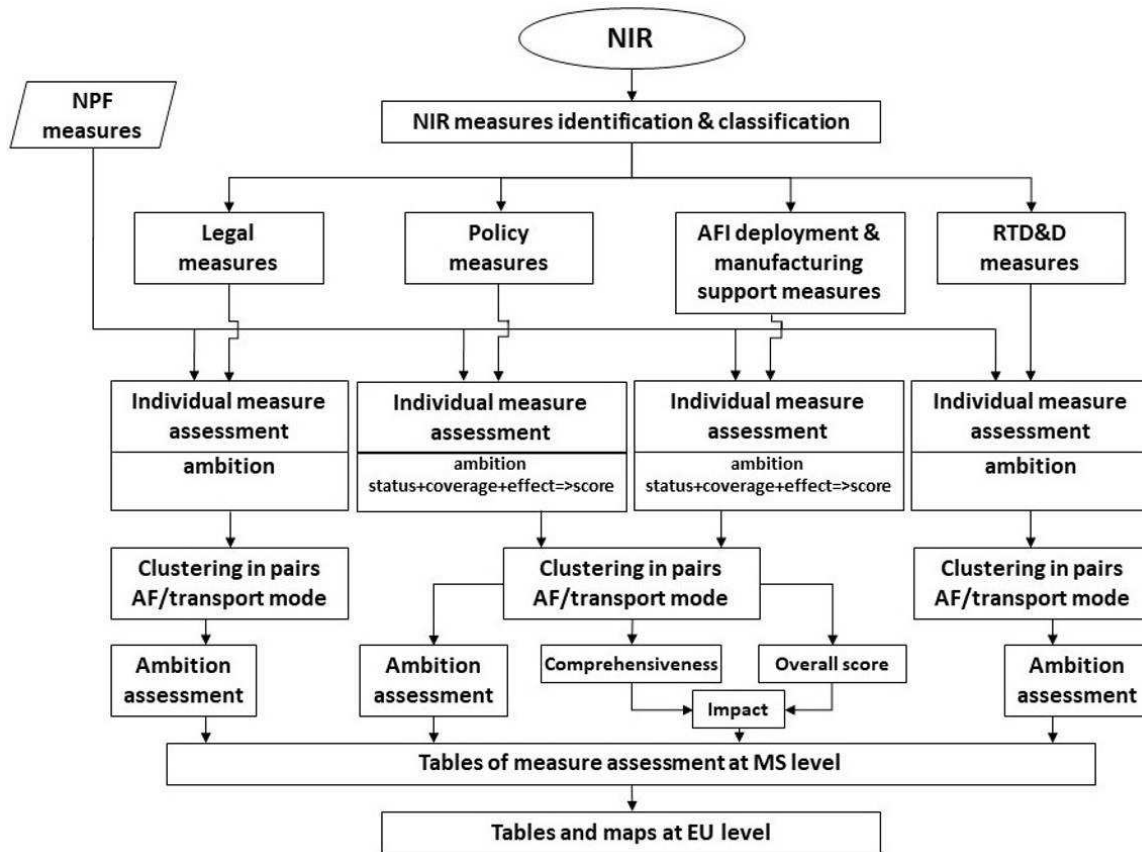 NIR
NPF
measures
NIR measures identification & classification
Legal
measures
Policy
measures
AFI deployment &
manufacturing
support measures
RTD&D
measures
Individual measure
assessment
ambition
Individual measure
assessment
ambition
status+coverage+effect=>score
Individual measure
assessment
ambition
status+coverage+effect=>score
Individual measure
assessment
ambition
Clustering in pairs
AF/transport mode
Clustering in pairs
AF/transport mode
Clustering in pairs
AF/transport mode
Ambition
assessment
Ambition
assessment
Comprehensiveness
Overall score
Impact
Ambition
assessment
Tables of measure assessment at MS level
Tables and maps at EU level